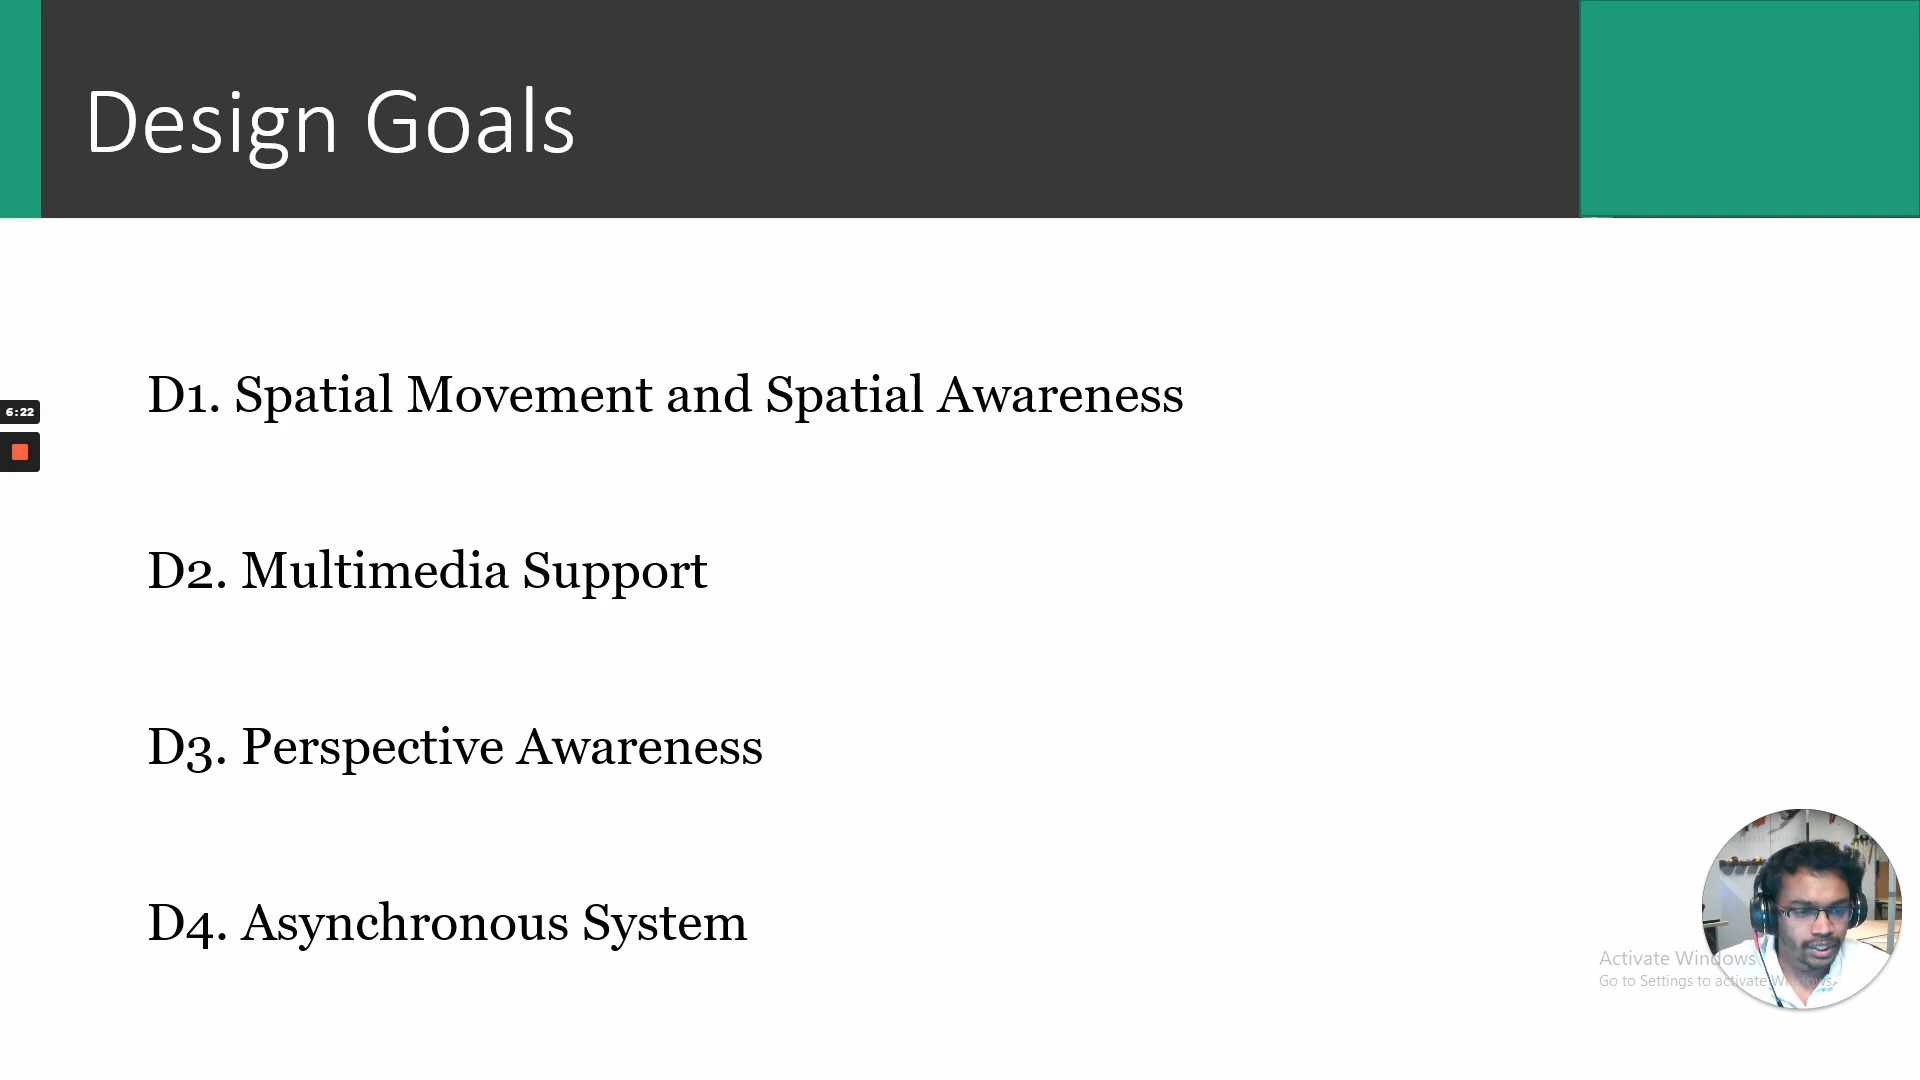 Design Goals
D1. Spatial Movement and Spatial Awareness
6:22
D2. Multimedia Support
D3. Perspective Awareness
D4. Asynchronous System
Activate Windows
Go to Settings to activate Windows.